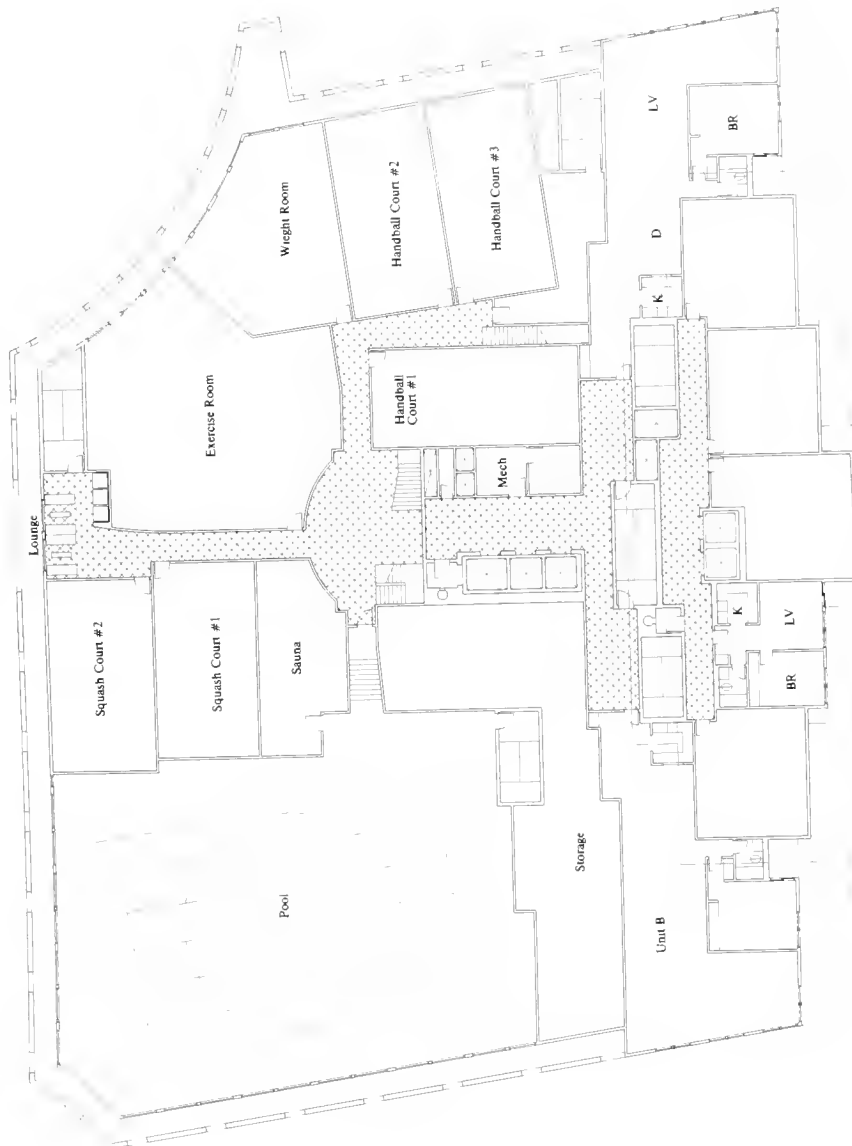 Lounge
Squash Court #2
Squash Court #1
Sauna
Pool
Exercise Room
Wieght Room
Handball Court #2
Handball Court #3
Handball
Court #1
Mech
Storage
Unit B
LV
BR
D
K
K
LV
BR